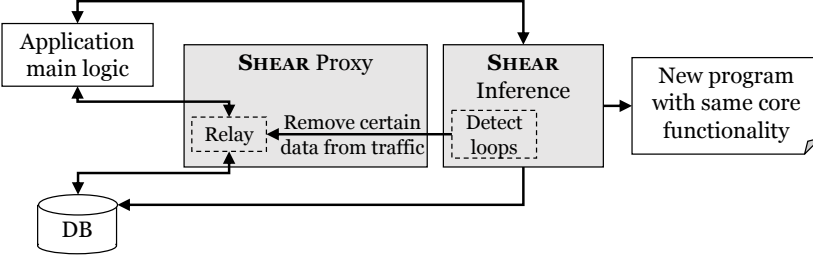 Application
main logic
SHEAR Proxy
Relay
Remove certain
data from traffic
SHEAR
Inference
Detect
loops
New program
with same core
functionality
DB